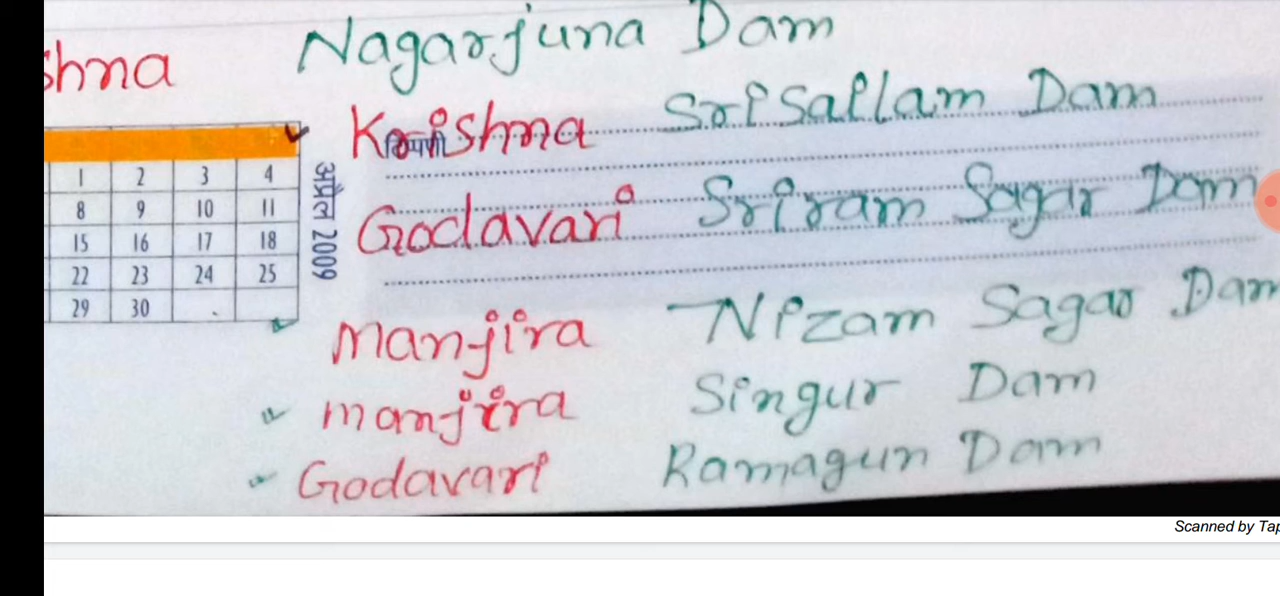 shna Nagarjuna Dam
Krishna Srisailam Dam
टिप्पणी
1 2 3 4
8 9 10 11
15 16 17 18
22 23 24 25
29 30
अप्रैल 2009
Godavari Sriram Sagar Dam
Manjira Nizam Sagar Dam
manjira Singur Dam
Godavari Ramagun Dam
Scanned by Tap